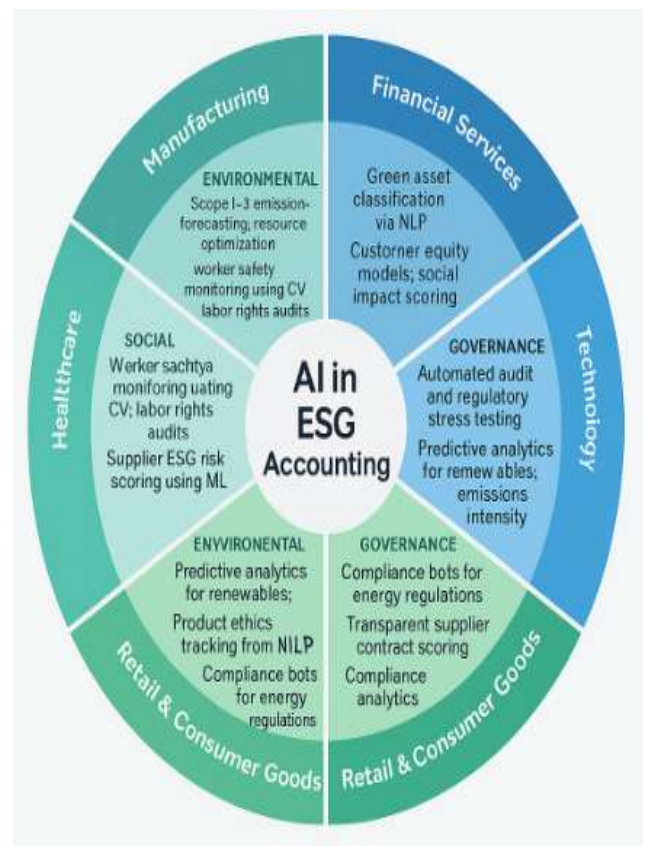 AI in
ESG
Accounting
Manufacturing
ENVIRONMENTAL
Scope I–3 emission-
forecasting; resource
optimization
worker safety
monitoring using CV
labor rights audits
Financial Services
Green asset
classification
via NLP
Customer equity
models; social
impact scoring
Technology
GOVERNANCE
Automated audit
and regulatory
stress testing
Predictive analytics
for remew ables;
emissions
intensity
Retail & Consumer Goods
GOVERNANCE
Compliance bots for
energy regulations
Transparent supplier
contract scoring
Compliance
analytics
Retail & Consumer Goods
ENYVIRONENTAL
Predictive analytics
for renewables;
Product ethics
tracking from NILP
Compliance bots
for energy
regulations
Healtthcare
SOCIAL
Werker sachtya
moniforing uating
CV; labor rights
audits
Supplier ESG risk
scoring using ML